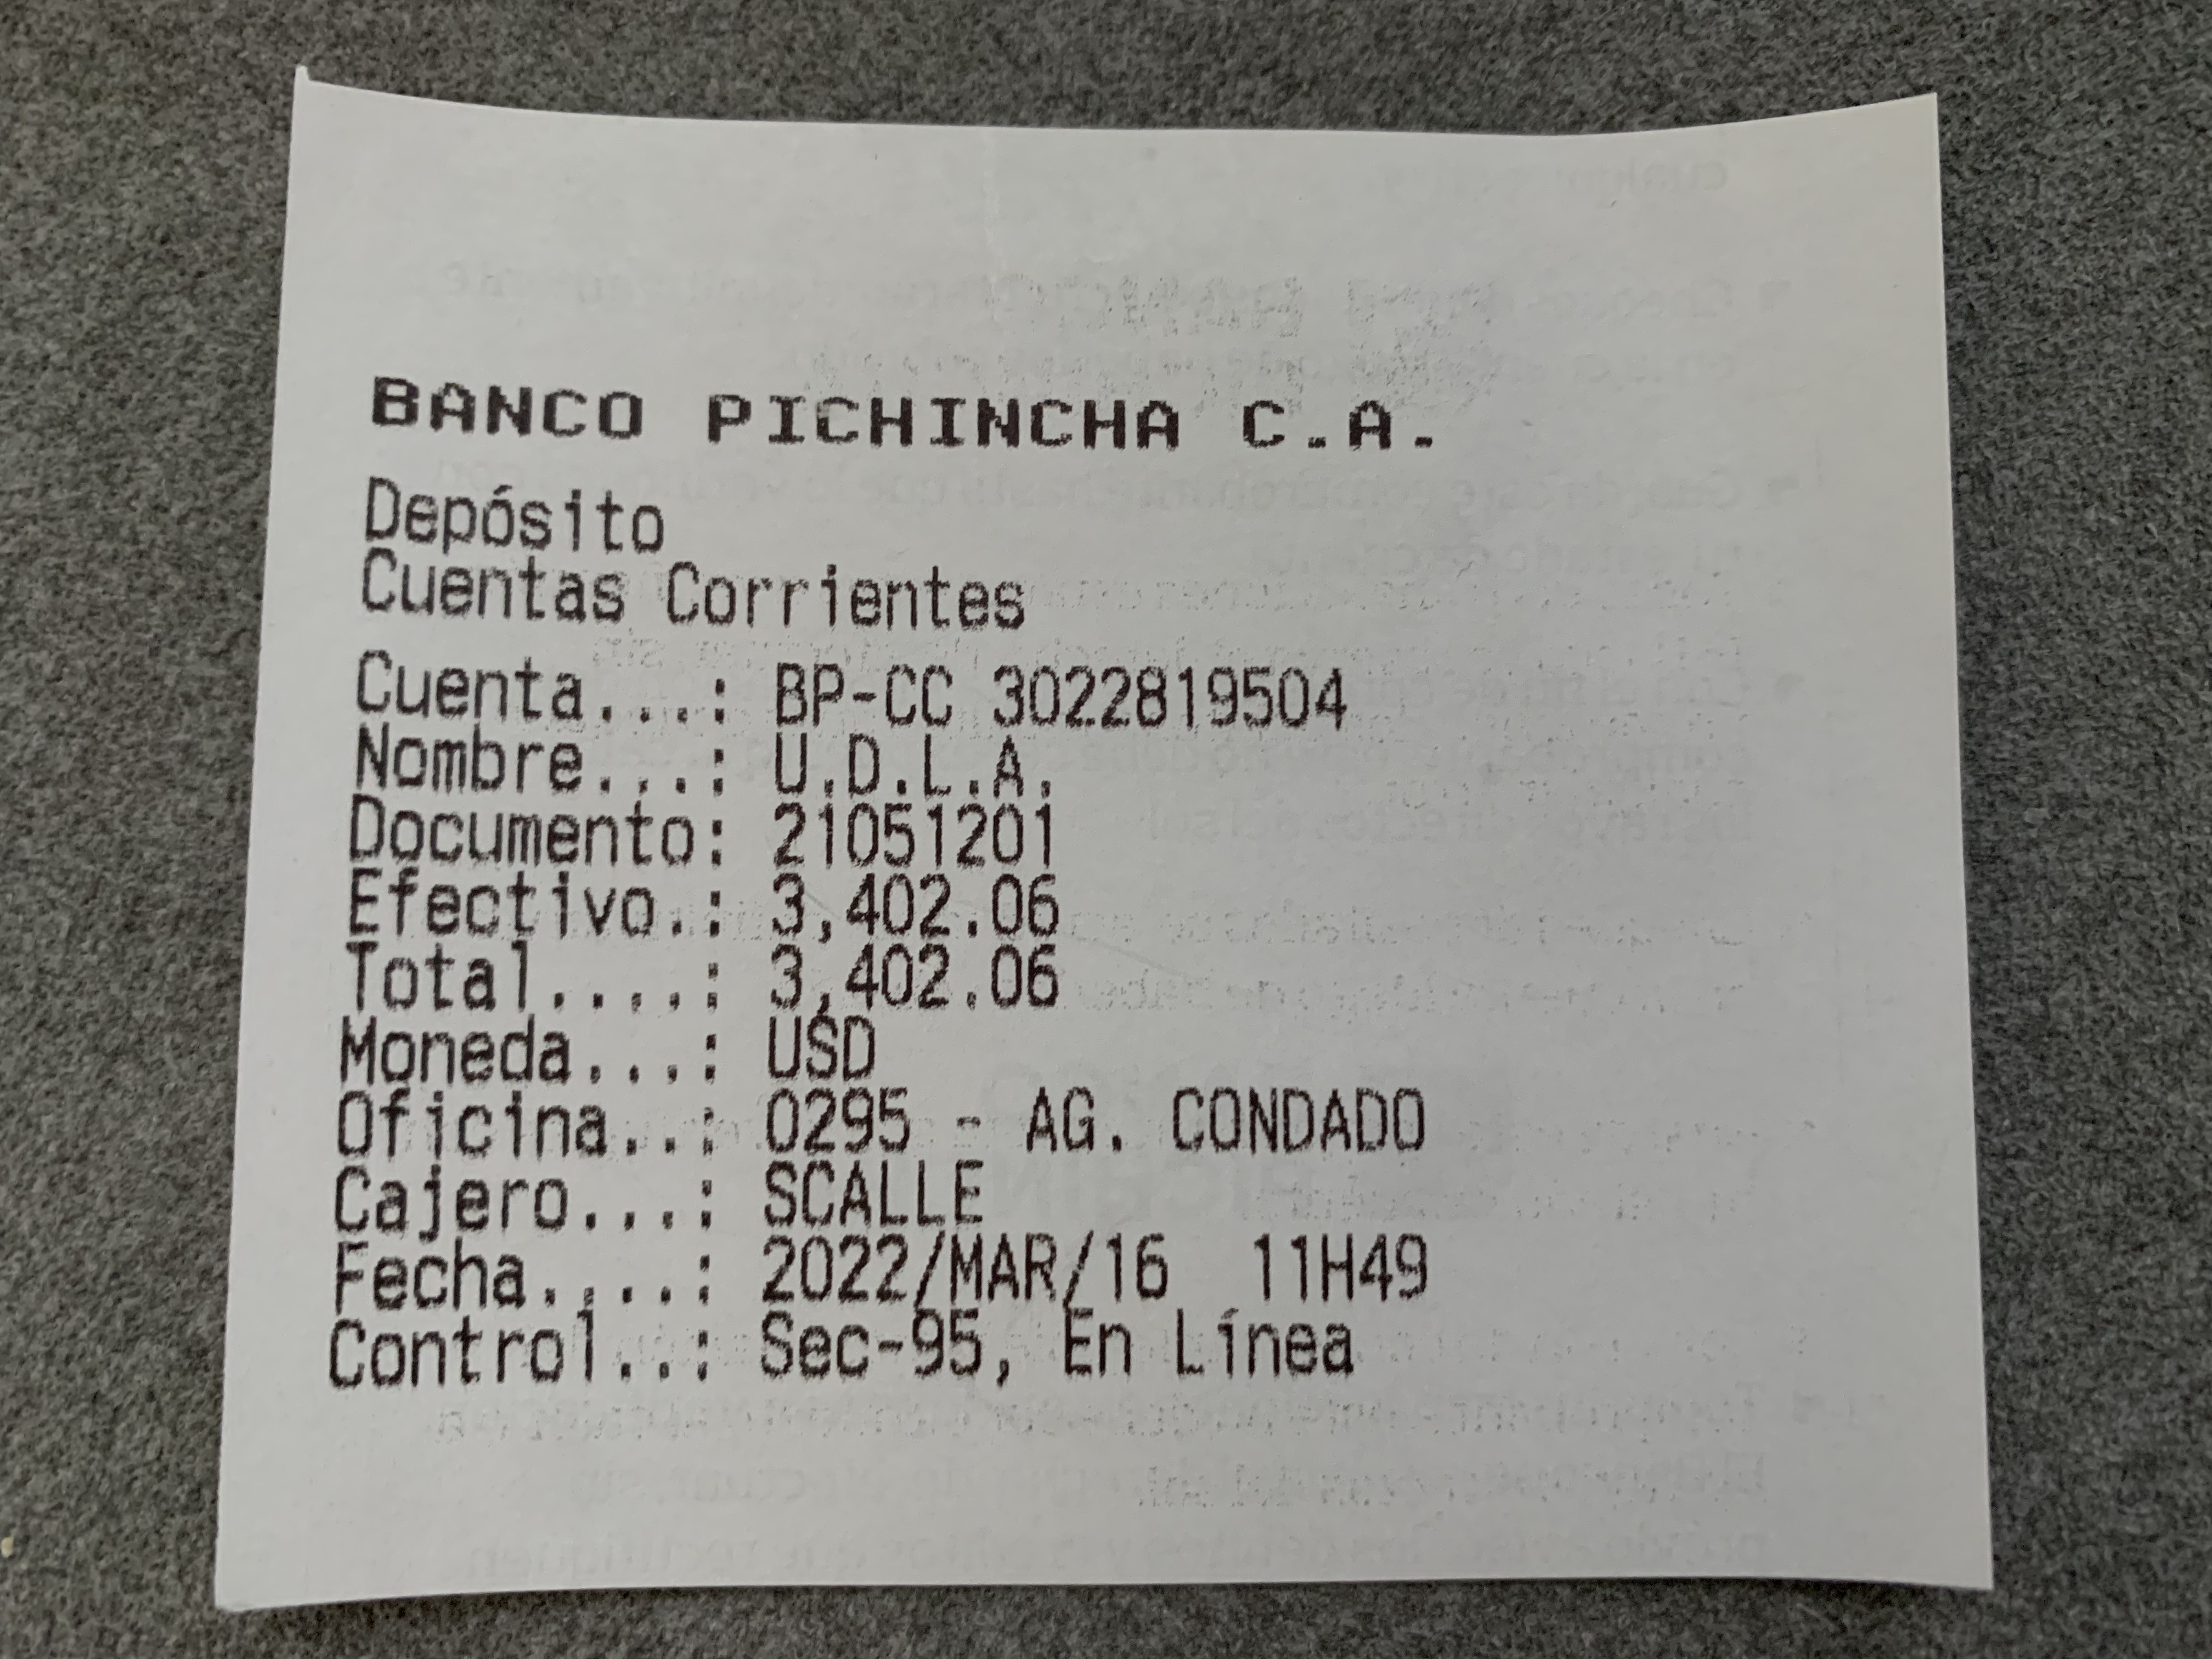 BANCO PICHINCHA C.A.
Depósito
Cuentas Corrientes
Cuenta...: BP-CC 3022819504
Nombre...: U.D.L.A.
Documento: 21051201
Efectivo.: 3,402.06
Total....: 3,402.06
Moneda...: USD
Oficina..: 0295 - AG. CONDADO
Cajero...: SCALLE
Fecha....: 2022/MAR/16 11H49
Control..: Sec-95, En Línea